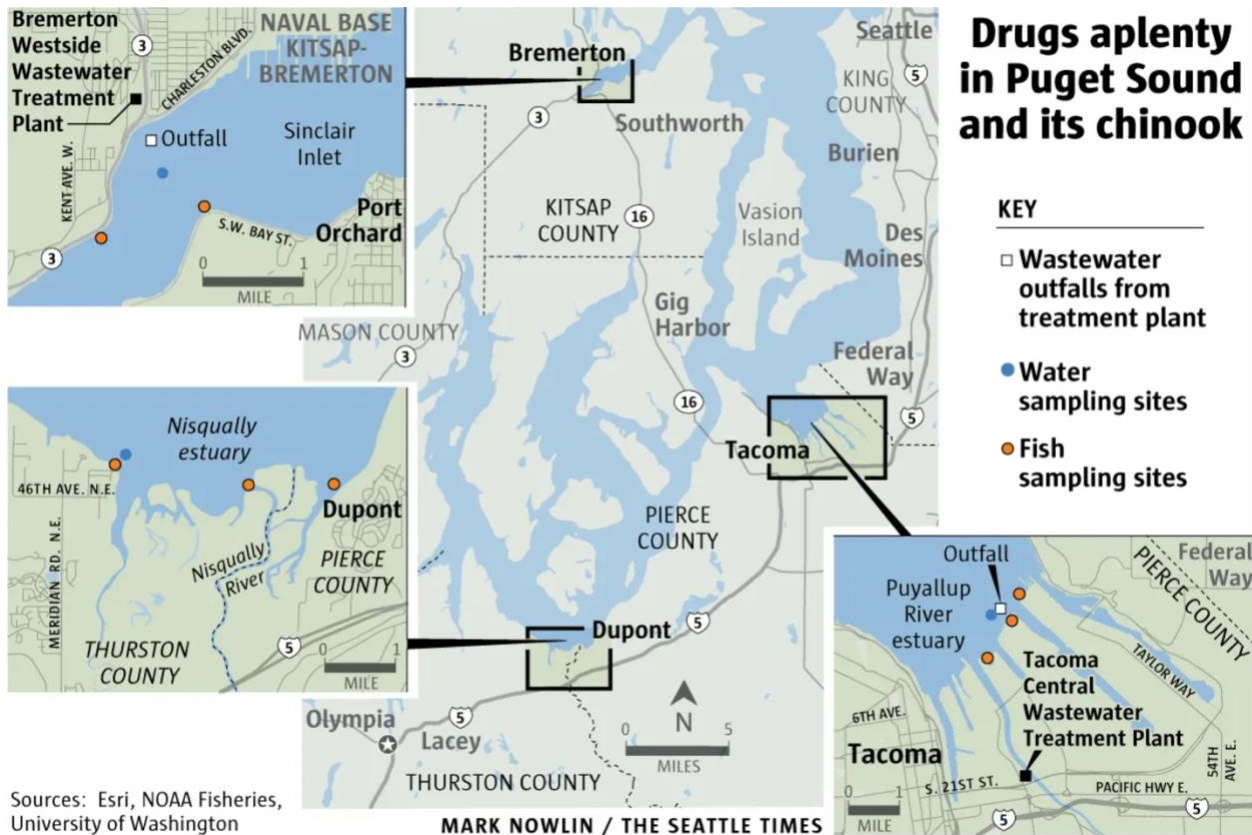 Drugs aplenty
in Puget Sound
and its chinook
KEY
Wastewater
outfalls from
treatment plant
Water
sampling sites
Fish
sampling sites
Bremerton
Westside
Wastewater
Treatment
Plant
3
NAVAL BASE
KITSAP-
BREMERTON
CHARLESTON BLVD.
Outfall
Sinclair
Inlet
KENT AVE. W.
Port
Orchard
S.W. BAY ST.
3
0 1
MILE
Bremerton
Seattle
5
KING
COUNTY
3
Southworth
Burien
KITSAP
COUNTY
16
Vasion
Island
Des
Moines
Gig
Harbor
MASON COUNTY
3
Federal
Way
16
5
Tacoma
PIERCE
COUNTY
Dupont
5
Olympia
5
Lacey
N
0 5
MILES
THURSTON COUNTY
Nisqually
estuary
46TH AVE. N.E.
Dupont
MERIDIAN RD. N.E.
Nisqually
River
PIERCE
COUNTY
THURSTON
COUNTY
5
0 1
MILE
Outfall
PIERCE COUNTY
Federal
Way
Puyallup
River
estuary
TAYLOR WAY
Tacoma
Central
Wastewater
Treatment Plant
6TH AVE.
Tacoma
54TH
AVE. E.
S. 21ST ST.
PACIFIC HWY E.
0 1
MILE
5
5
Sources: Esri, NOAA Fisheries,
University of Washington
MARK NOWLIN / THE SEATTLE TIMES